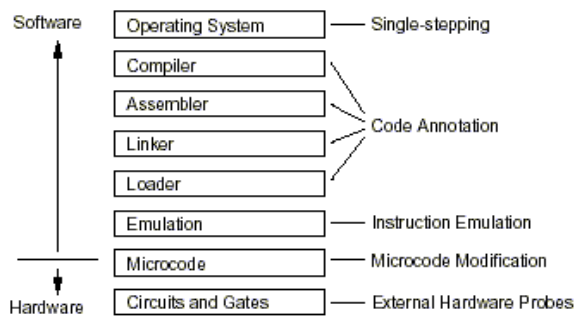 Software
Operating System
Single-stepping
Compiler
Assembler
Code Annotation
Linker
Loader
Emulation
Instruction Emulation
Microcode
Microcode Modification
Hardware
Circuits and Gates
External Hardware Probes